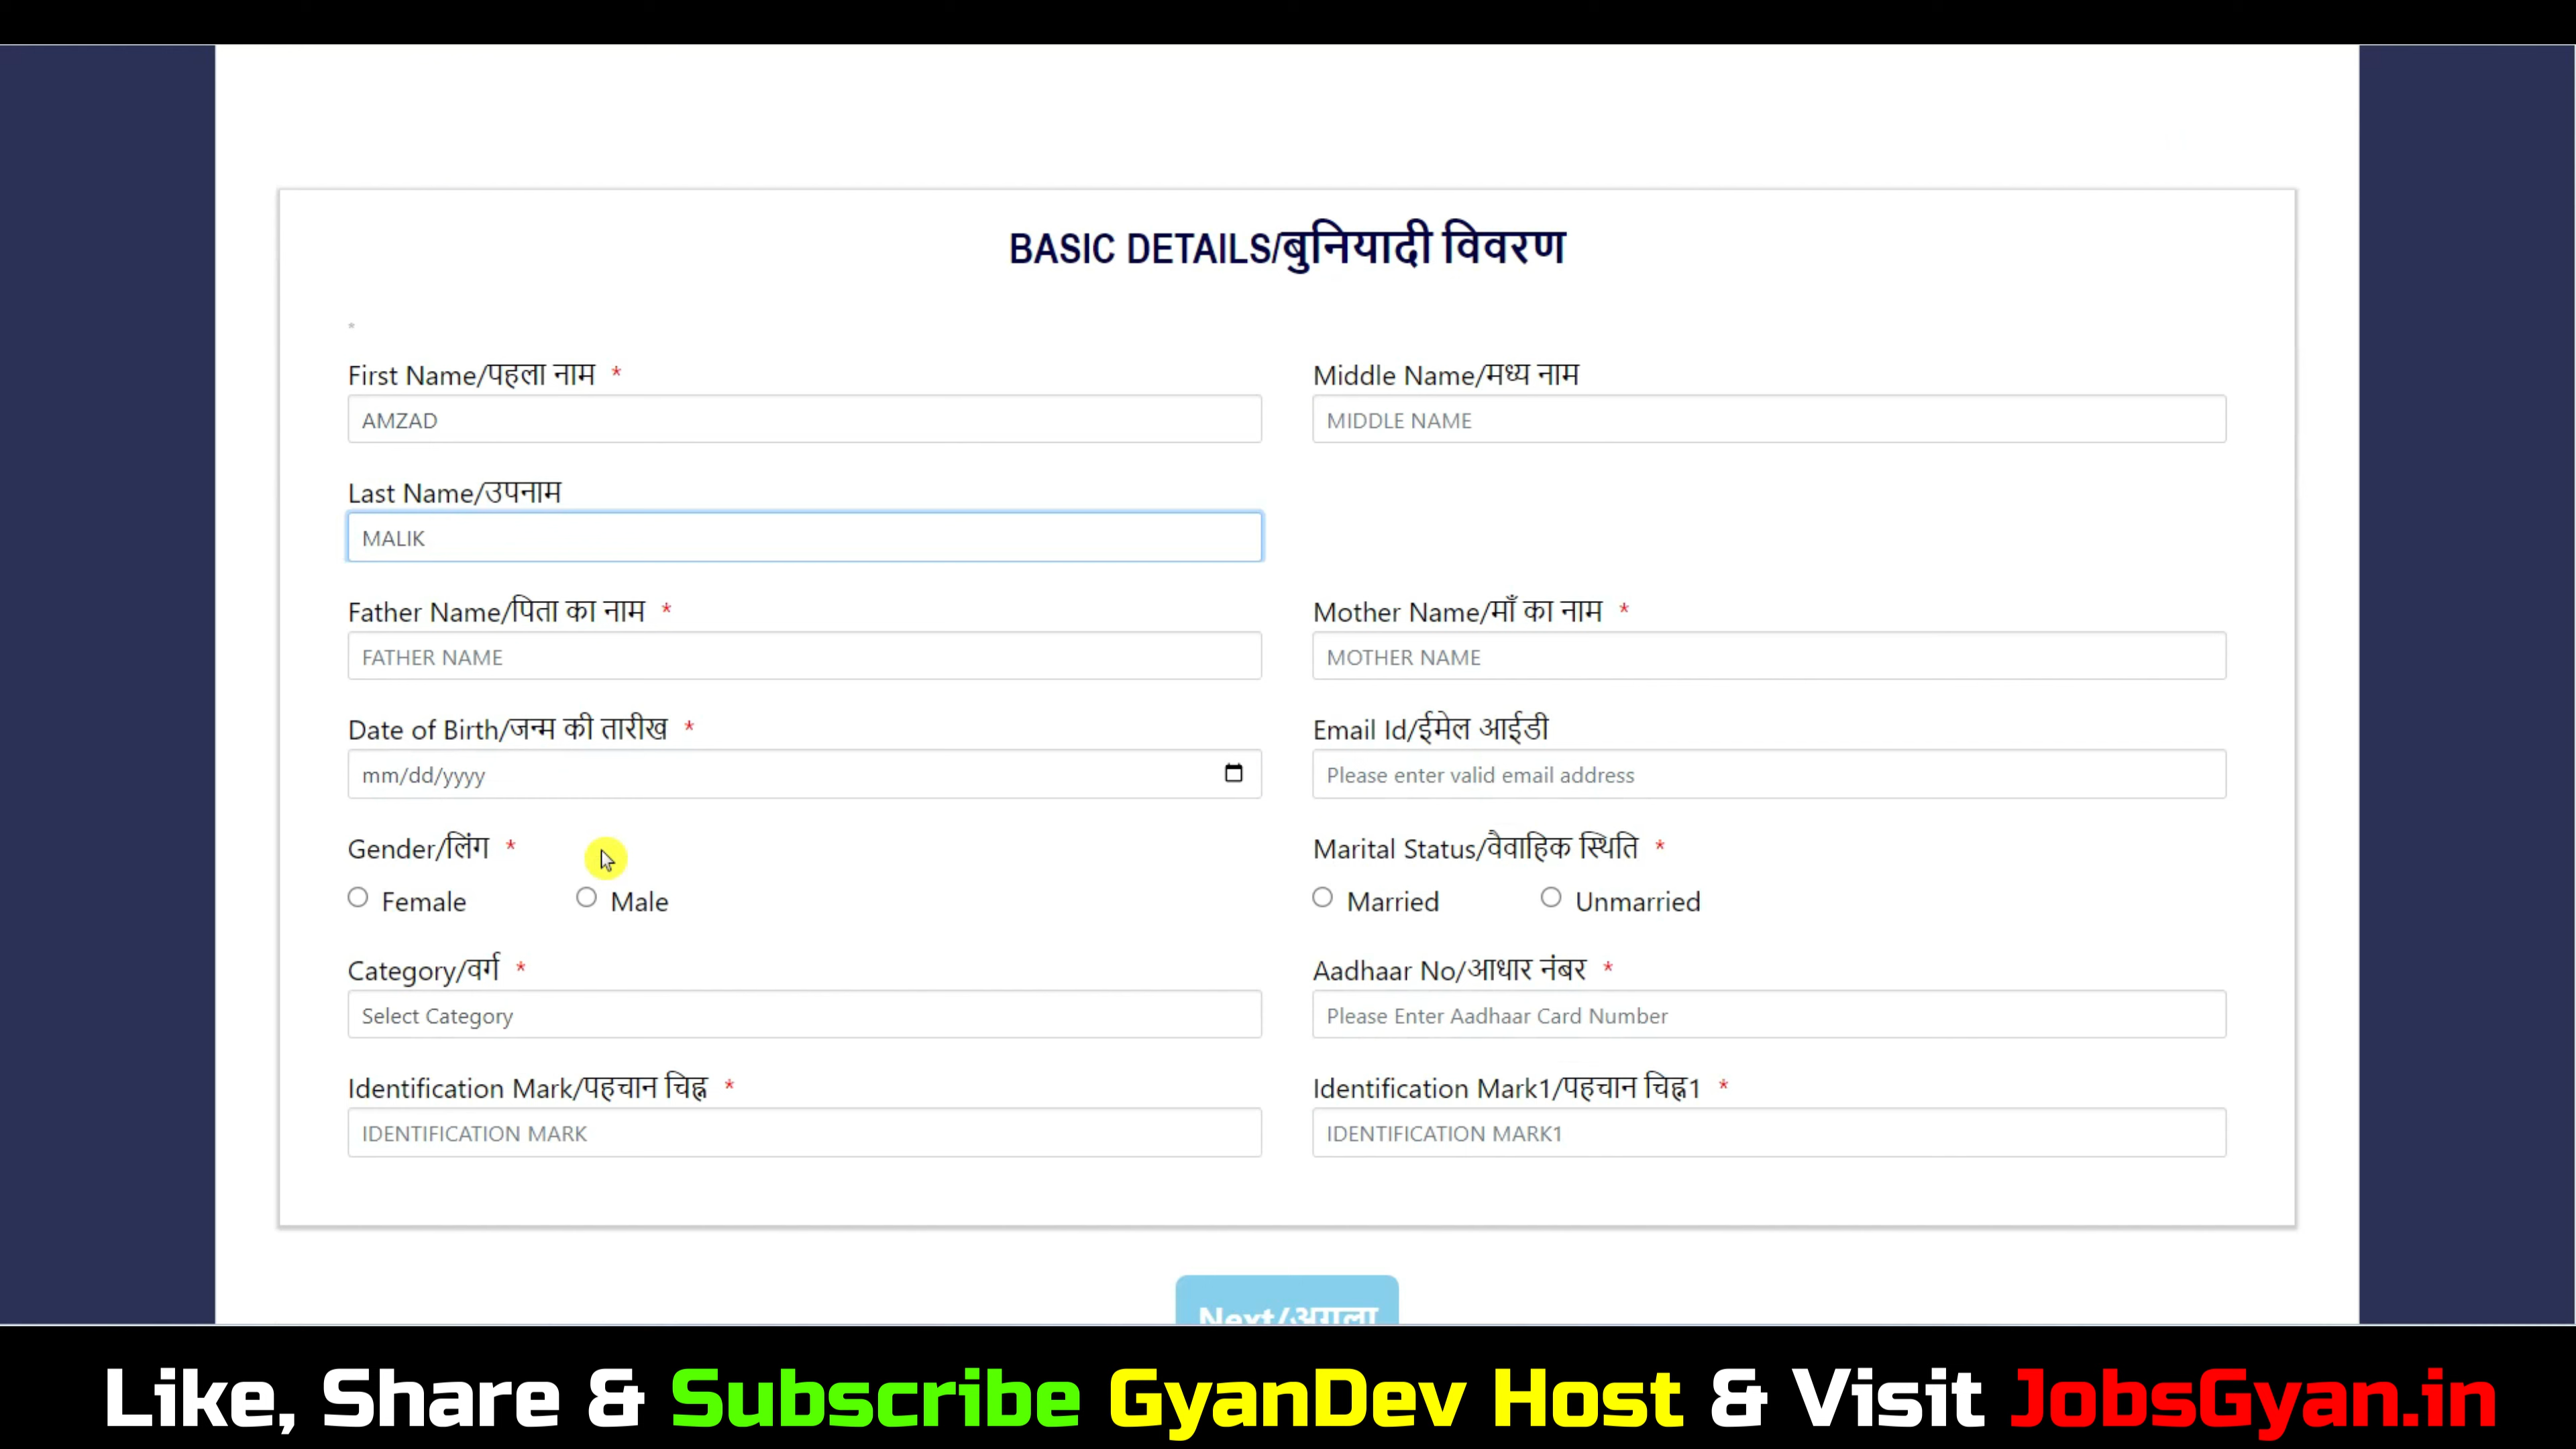 BASIC DETAILS/बुनियादी विवरण
*
First Name/पहला नाम *
Middle Name/मध्य नाम
AMZAD
MIDDLE NAME
Last Name/उपनाम
MALIK
Father Name/पिता का नाम *
Mother Name/माँ का नाम *
FATHER NAME
MOTHER NAME
Date of Birth/जन्म की तारीख *
Email Id/ईमेल आईडी
mm/dd/yyyy
Please enter valid email address
Gender/लिंग *
Marital Status/वैवाहिक स्थिति *
Female
Male
Married
Unmarried
Category/वर्ग *
Aadhaar No/आधार नंबर *
Select Category
Please Enter Aadhaar Card Number
Identification Mark/पहचान चिह्न *
Identification Mark1/पहचान चिह्न1 *
IDENTIFICATION MARK
IDENTIFICATION MARK1
Next/अगला
Like, Share & Subscribe GyanDev Host & Visit JobsGyan.in